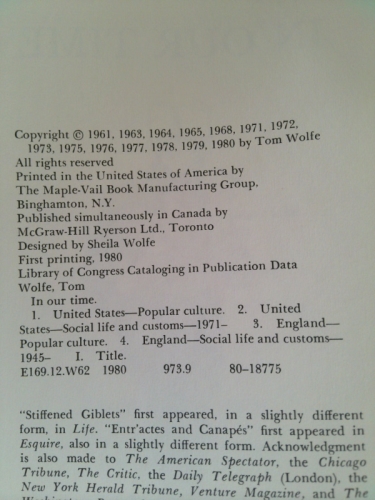 Copyright © 1961, 1963, 1964, 1965, 1968, 1971, 1972,
1973, 1975, 1976, 1977, 1978, 1979, 1980 by Tom Wolfe
All rights reserved
Printed in the United States of America by
The Maple-Vail Book Manufacturing Group,
Binghamton, N.Y.
Published simultaneously in Canada by
McGraw-Hill Ryerson Ltd., Toronto
Designed by Sheila Wolfe
First printing, 1980
Library of Congress Cataloging in Publication Data
Wolfe, Tom
In our time.
1. United States—Popular culture. 2. United
States—Social life and customs—1971– 3. England—
Popular culture. 4. England—Social life and customs—
1945– I. Title.
E169.12.W62 1980 973.9 80–18775
"Stiffened Giblets" first appeared, in a slightly different
form, in Life. "Entr'actes and Canapés" first appeared in
Esquire, also in a slightly different form. Acknowledgment
is also made to The American Spectator, the Chicago
Tribune, The Critic, the Daily Telegraph (London), the
New York Herald Tribune, Venture Magazine, and The